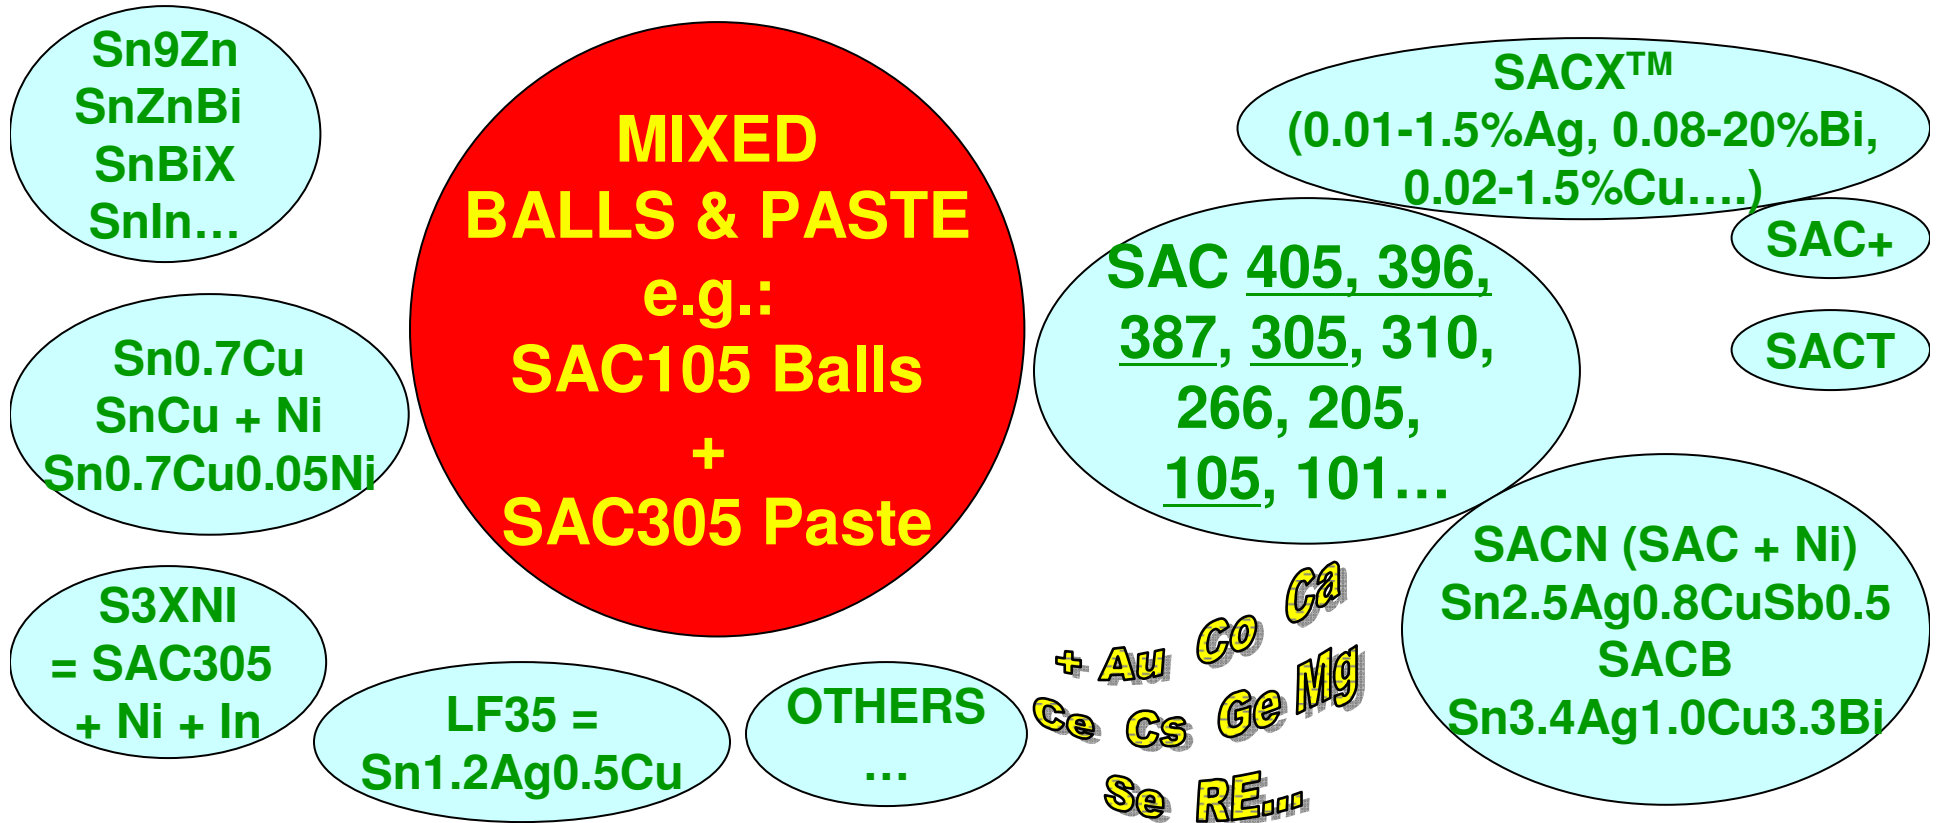 Sn9Zn
SnZnBi
SnBiX
SnIn…
Sn0.7Cu
SnCu + Ni
Sn0.7Cu0.05Ni
S3XNI
= SAC305
+ Ni + In
LF35 =
Sn1.2Ag0.5Cu
MIXED
BALLS & PASTE
e.g.:
SAC105 Balls
+
SAC305 Paste
OTHERS
…
SACX™
(0.01-1.5%Ag, 0.08-20%Bi,
0.02-1.5%Cu….)
SAC+
SACT
SAC 405, 396,
387, 305, 310,
266, 205,
105, 101…
SACN (SAC + Ni)
Sn2.5Ag0.8CuSb0.5
SACB
Sn3.4Ag1.0Cu3.3Bi
+ Au Co Ca
Ce Cs Ge Mg
Se RE...